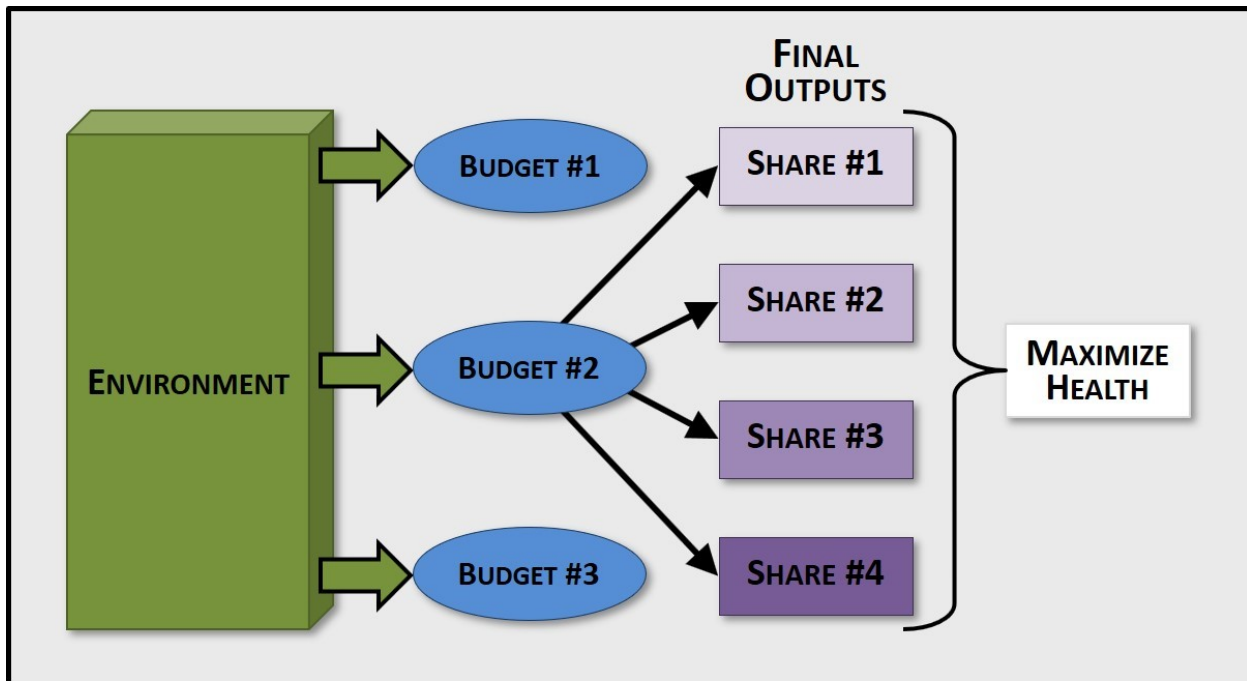 FINAL
OUTPUTS
BUDGET #1
SHARE #1
SHARE #2
ENVIRONMENT
BUDGET #2
MAXIMIZE
HEALTH
SHARE #3
BUDGET #3
SHARE #4